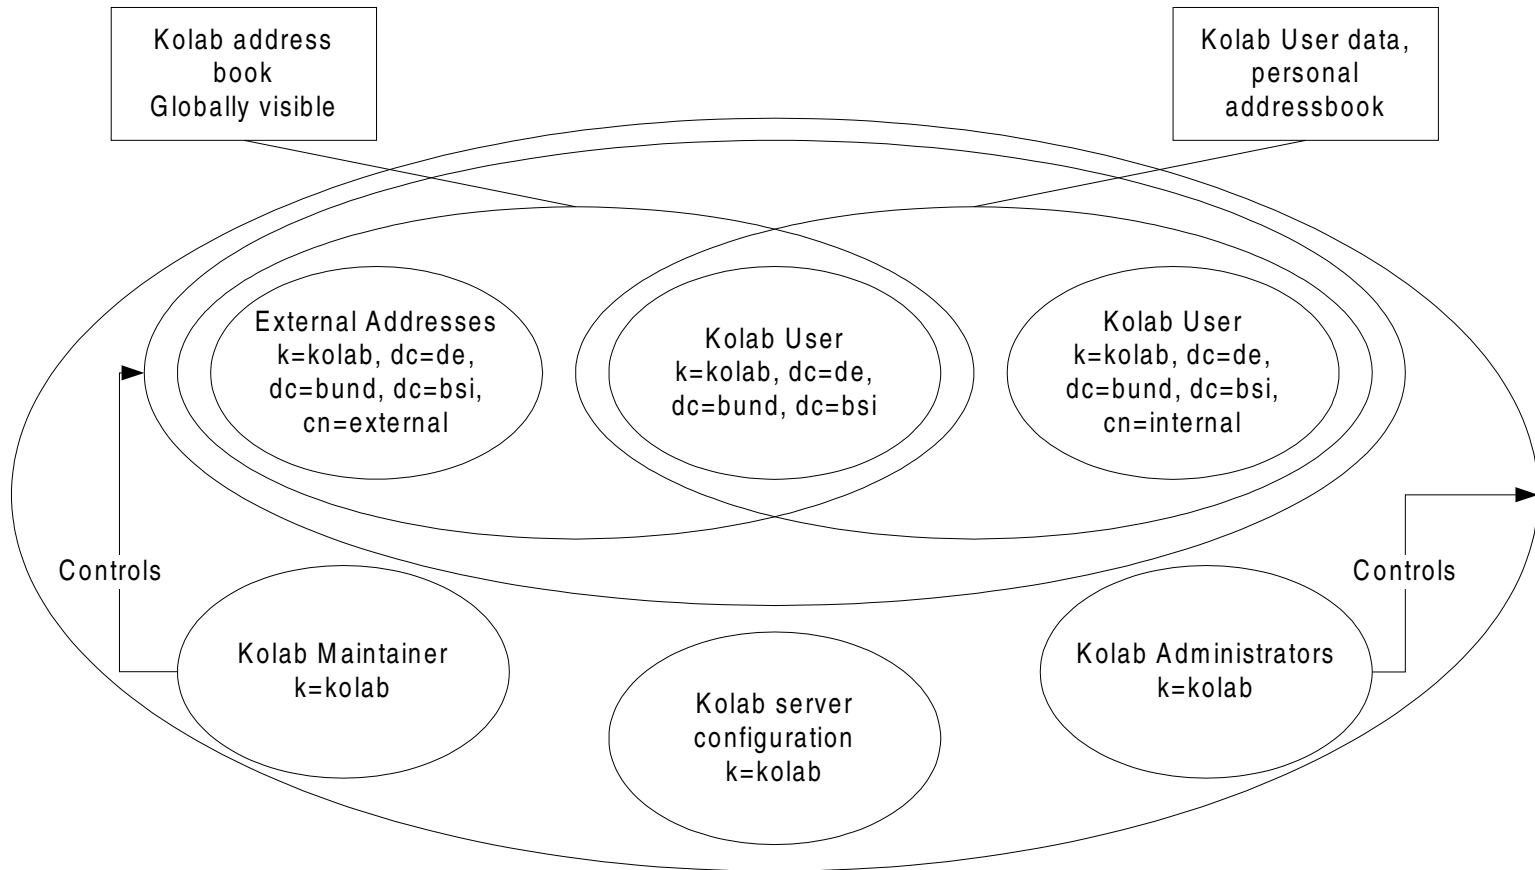 Kolab address
book
Globally visible
Kolab User data,
personal
addressbook
External Addresses
k=kolab, dc=de,
dc=bund, dc=bsi,
cn=external
Kolab User
k=kolab, dc=de,
dc=bund, dc=bsi
Kolab User
k=kolab, dc=de,
dc=bund, dc=bsi,
cn=internal
Controls
Controls
Kolab Maintainer
k=kolab
Kolab server
configuration
k=kolab
Kolab Administrators
k=kolab